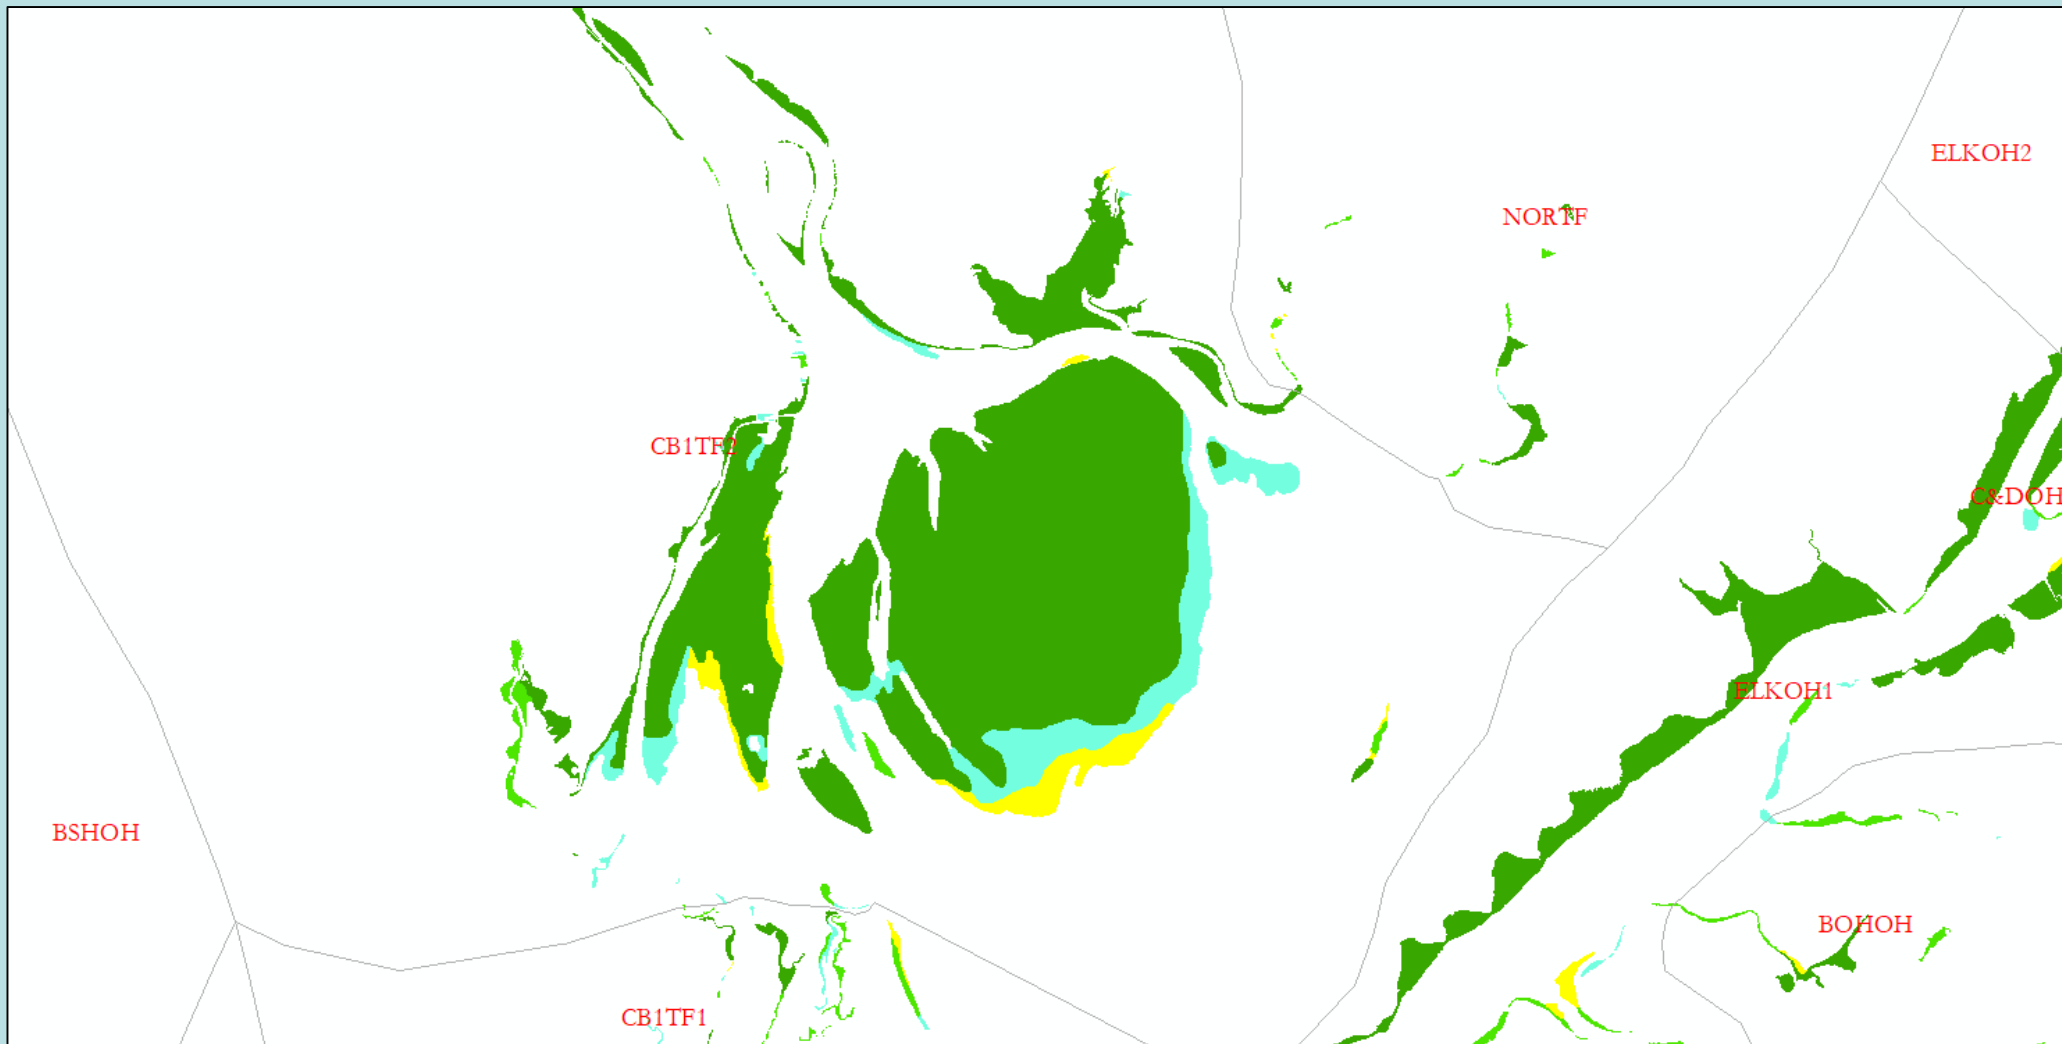 ELKOH2
NORTF
CB1TF2
C&DOH
ELKOH1
BSHOH
BOHOH
CB1TF1